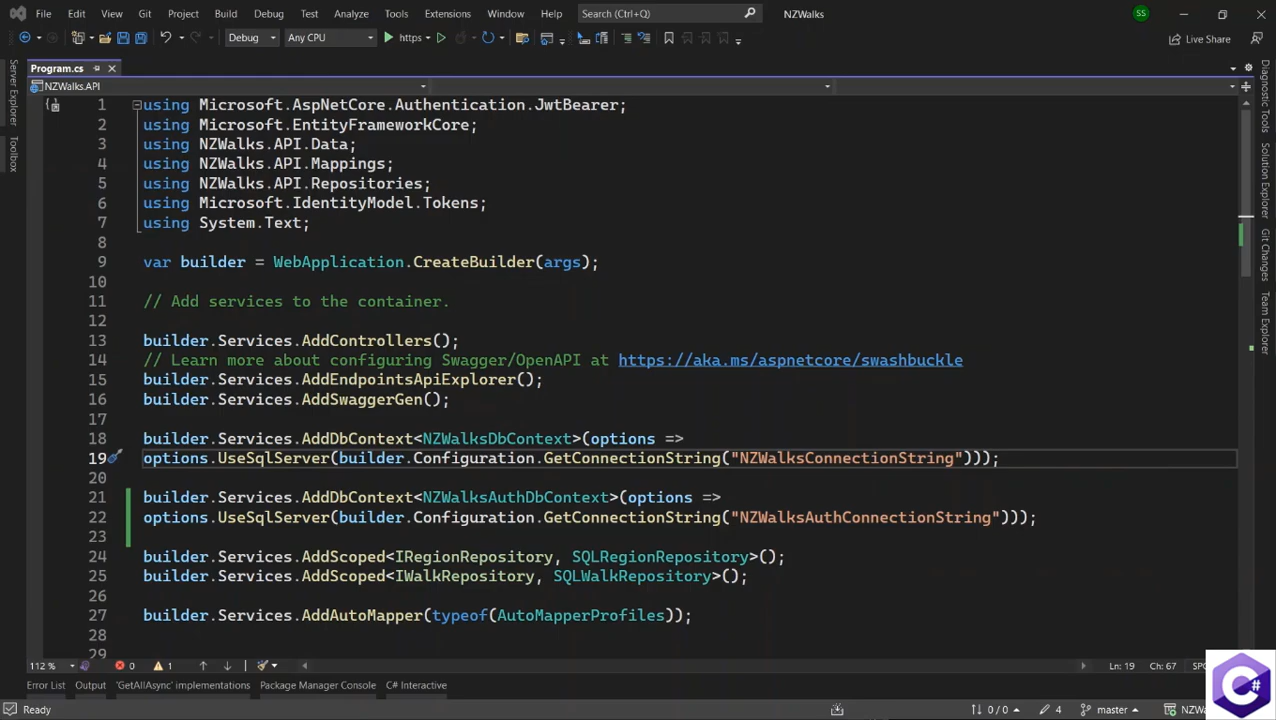 File Edit View Git Project Build Debug Test Analyze Tools Extensions Window Help Search (Ctrl+Q) NZWalks SS
Debug Any CPU https Live Share
Program.cs
NZWalks.API
Server Explorer
Toolbox
Diagnostic Tools
Solution Explorer
Git Changes
Team Explorer
1 using Microsoft.AspNetCore.Authentication.JwtBearer;
2 using Microsoft.EntityFrameworkCore;
3 using NZWalks.API.Data;
4 using NZWalks.API.Mappings;
5 using NZWalks.API.Repositories;
6 using Microsoft.IdentityModel.Tokens;
7 using System.Text;
8
9 var builder = WebApplication.CreateBuilder(args);
10
11 // Add services to the container.
12
13 builder.Services.AddControllers();
14 // Learn more about configuring Swagger/OpenAPI at https://aka.ms/aspnetcore/swashbuckle
15 builder.Services.AddEndpointsApiExplorer();
16 builder.Services.AddSwaggerGen();
17
18 builder.Services.AddDbContext<NZWalksDbContext>(options =>
19 options.UseSqlServer(builder.Configuration.GetConnectionString("NZWalksConnectionString")));
20
21 builder.Services.AddDbContext<NZWalksAuthDbContext>(options =>
22 options.UseSqlServer(builder.Configuration.GetConnectionString("NZWalksAuthConnectionString")));
23
24 builder.Services.AddScoped<IRegionRepository, SQLRegionRepository>();
25 builder.Services.AddScoped<IWalkRepository, SQLWalkRepository>();
26
27 builder.Services.AddAutoMapper(typeof(AutoMapperProfiles));
28
29
112 % 0 1 Ln: 19 Ch: 67 SPC
Error List Output 'GetAllAsync' implementations Package Manager Console C# Interactive
Ready 0 / 0 4 master NZW
C#